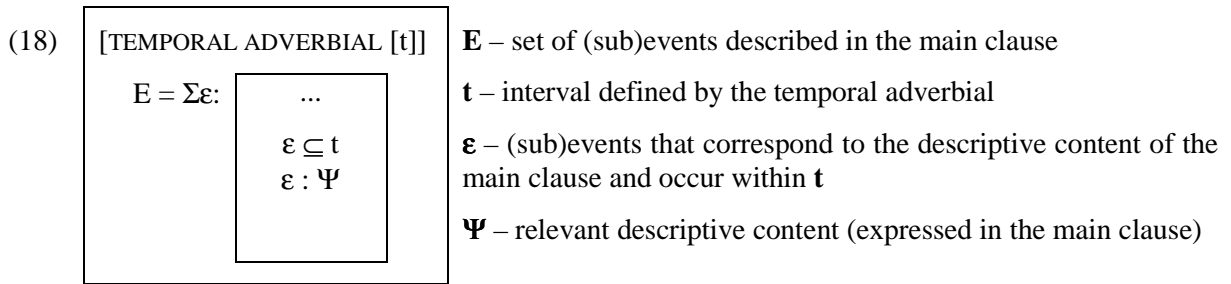 (18) [TEMPORAL ADVERBIAL [t]] E – set of (sub)events described in the main clause
E = Σε: ... t – interval defined by the temporal adverbial
ε ⊆ t ε – (sub)events that correspond to the descriptive content of the
ε : Ψ main clause and occur within t
Ψ – relevant descriptive content (expressed in the main clause)